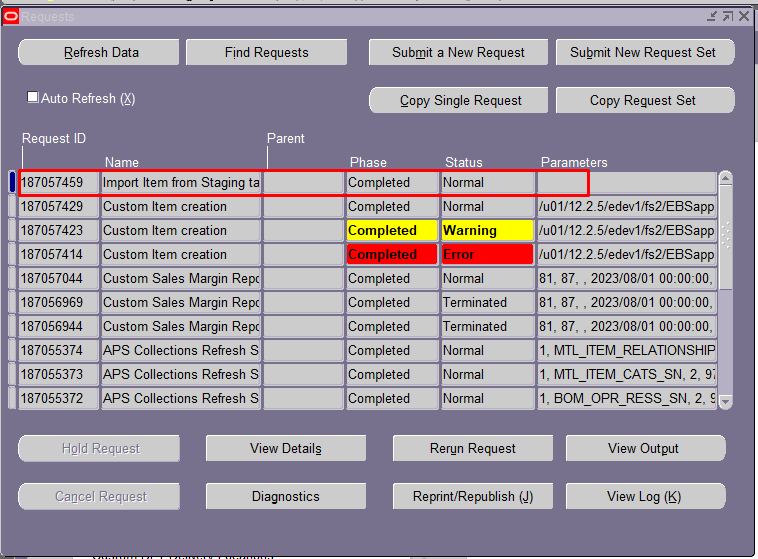 Requests
Refresh Data Find Requests Submit a New Request Submit New Request Set
Auto Refresh (X) Copy Single Request Copy Request Set
Request ID Parent
Name Phase Status Parameters
187057459 Import Item from Staging ta Completed Normal
187057429 Custom Item creation Completed Normal /u01/12.2.5/edev1/fs2/EBSapp
187057423 Custom Item creation Completed Warning /u01/12.2.5/edev1/fs2/EBSapp
187057414 Custom Item creation Completed Error /u01/12.2.5/edev1/fs2/EBSapp
187057044 Custom Sales Margin Repo Completed Normal 81, 87, , 2023/08/01 00:00:00,
187056969 Custom Sales Margin Repo Completed Terminated 81, 87, , 2023/08/01 00:00:00,
187056944 Custom Sales Margin Repo Completed Terminated 81, 87, , 2023/08/01 00:00:00,
187055374 APS Collections Refresh S Completed Normal 1, MTL_ITEM_RELATIONSHIP
187055373 APS Collections Refresh S Completed Normal 1, MTL_ITEM_CATS_SN, 2, 97
187055372 APS Collections Refresh S Completed Normal 1, BOM_OPR_RESS_SN, 2, 9
Hold Request View Details Rerun Request View Output
Cancel Request Diagnostics Reprint/Republish (J) View Log (K)